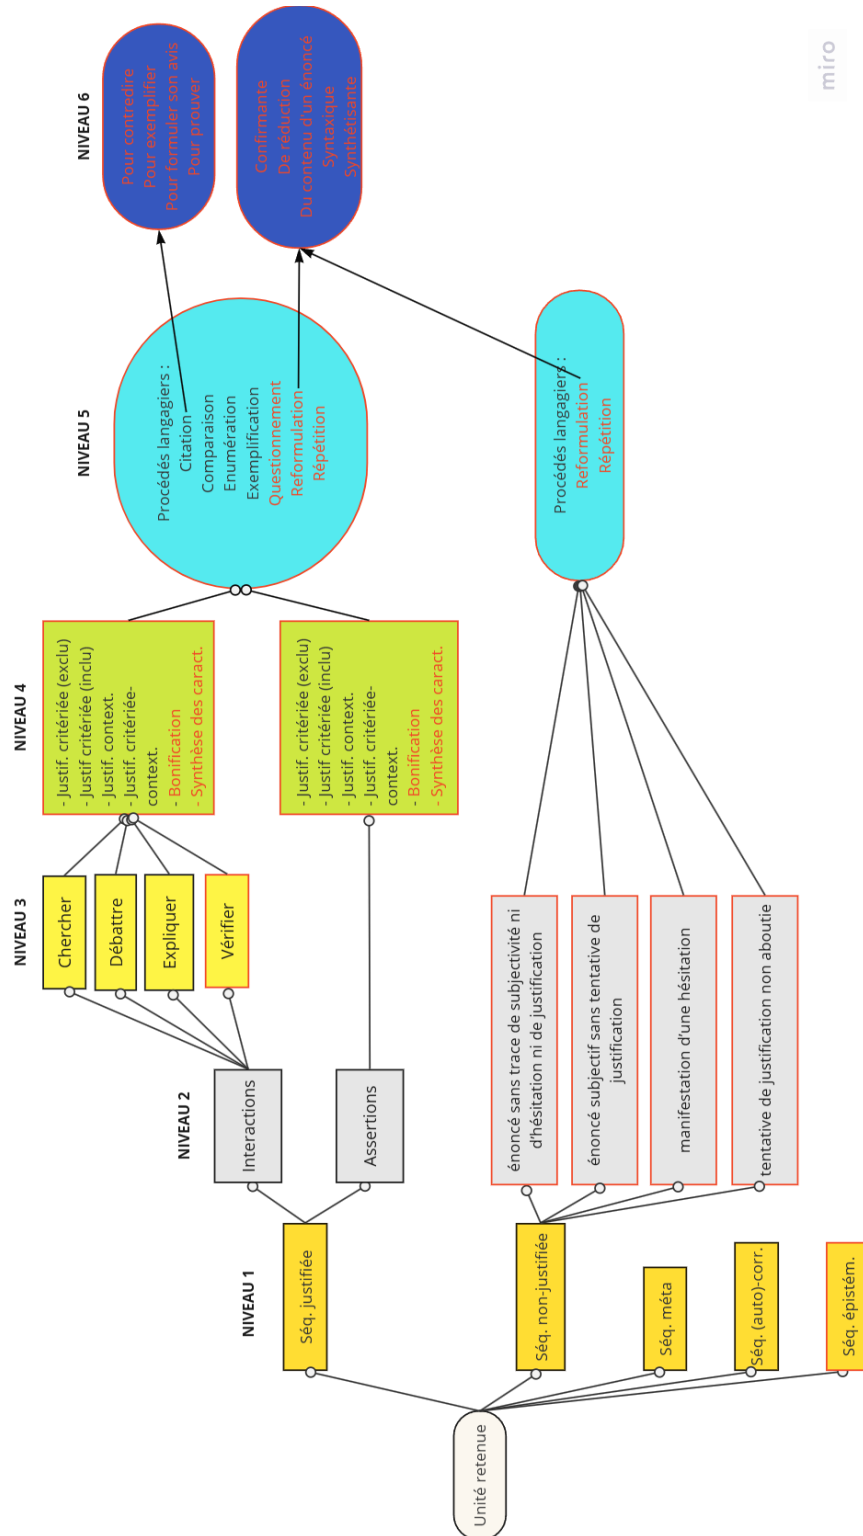 Unité retenue
NIVEAU 1
Séq. justifiée
Séq. non-justifiée
Séq. méta
Séq. (auto)-corr.
Séq. épistém.
NIVEAU 2
Interactions
Assertions
énoncé sans trace de subjectivité ni
d'hésitation ni de justification
énoncé subjectif sans tentative de
justification
manifestation d'une hésitation
tentative de justification non aboutie
NIVEAU 3
Chercher
Débattre
Expliquer
Vérifier
NIVEAU 4
- Justif. critériée (exclu)
- Justif critériée (inclu)
- Justif. context.
- Justif. critériée-
context.
- Bonification
- Synthèse des caract.
- Justif. critériée (exclu)
- Justif critériée (inclu)
- Justif. context.
- Justif. critériée-
context.
- Bonification
- Synthèse des caract.
NIVEAU 5
Procédés langagiers :
Citation
Comparaison
Enumération
Exemplification
Questionnement
Reformulation
Répétition
Procédés langagiers :
Reformulation
Répétition
NIVEAU 6
Pour contredire
Pour exemplifier
Pour formuler son avis
Pour prouver
Confirmante
De réduction
Du contenu d'un énoncé
Syntaxique
Synthétisante
miro